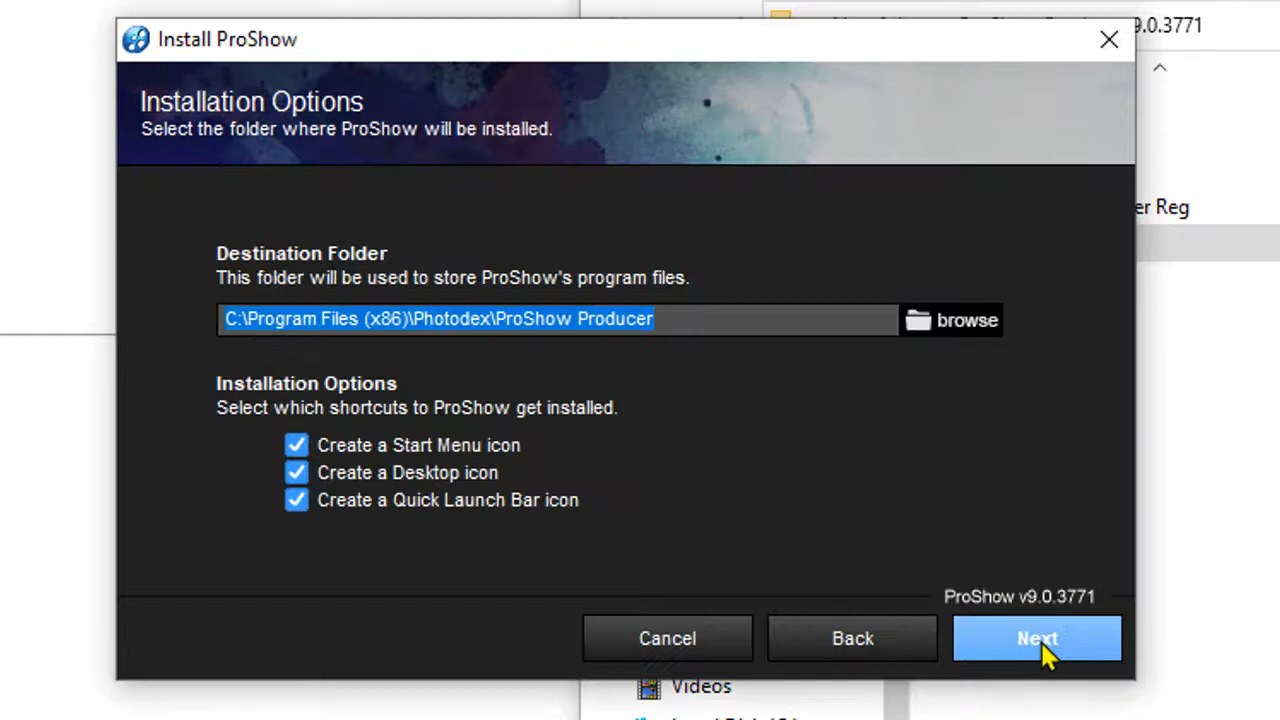 9.0.3771
Install ProShow
Installation Options
Select the folder where ProShow will be installed.
er Reg
Destination Folder
This folder will be used to store ProShow's program files.
C:\Program Files (x86)\Photodex\ProShow Producer
browse
Installation Options
Select which shortcuts to ProShow get installed.
Create a Start Menu icon
Create a Desktop icon
Create a Quick Launch Bar icon
ProShow v9.0.3771
Cancel Back Next
Videos